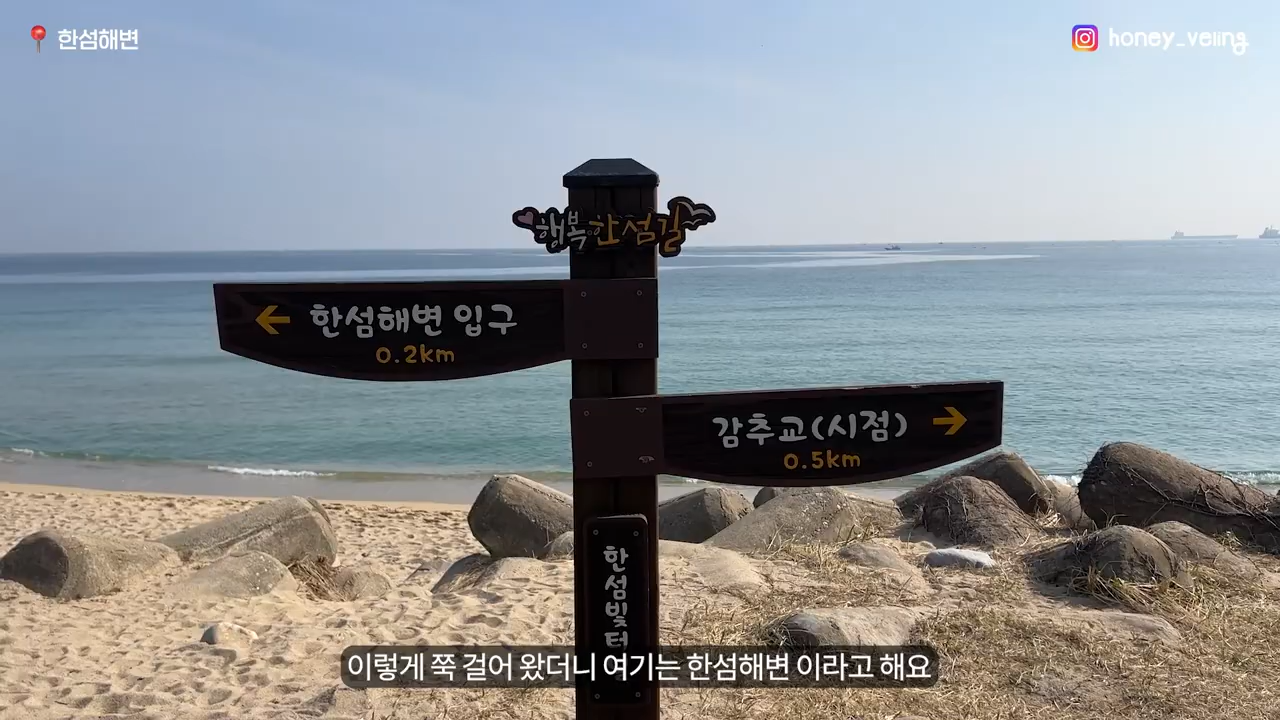 한섬해변
honey_veiing
행복한섬길
한섬해변 입구
0.2km
감추교(시점)
0.5km
한섬빛터
이렇게 쭉 걸어 왔더니 여기는 한섬해변 이라고 해요